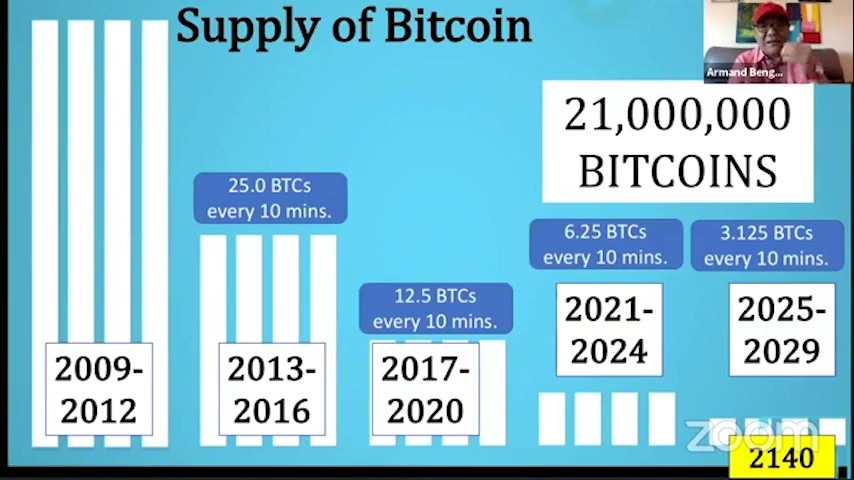 Supply of Bitcoin
Armand Beng...
21,000,000
BITCOINS
25.0 BTCs
every 10 mins.
12.5 BTCs
every 10 mins.
6.25 BTCs
every 10 mins.
3.125 BTCs
every 10 mins.
2009-
2012
2013-
2016
2017-
2020
2021-
2024
2025-
2029
zoom
2140